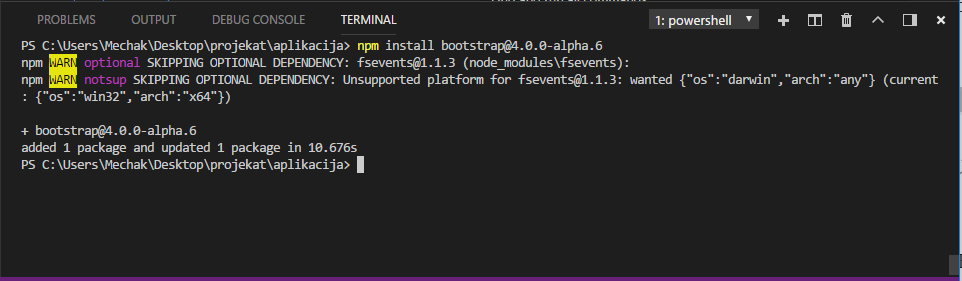 PROBLEMS OUTPUT DEBUG CONSOLE TERMINAL 1: powershell
PS C:\Users\Mechak\Desktop\projekat\aplikacija> npm install bootstrap@4.0.0-alpha.6
npm WARN optional SKIPPING OPTIONAL DEPENDENCY: fsevents@1.1.3 (node_modules\fsevents):
npm WARN notsup SKIPPING OPTIONAL DEPENDENCY: Unsupported platform for fsevents@1.1.3: wanted {"os":"darwin","arch":"any"} (current
: {"os":"win32","arch":"x64"})
+ bootstrap@4.0.0-alpha.6
added 1 package and updated 1 package in 10.676s
PS C:\Users\Mechak\Desktop\projekat\aplikacija>